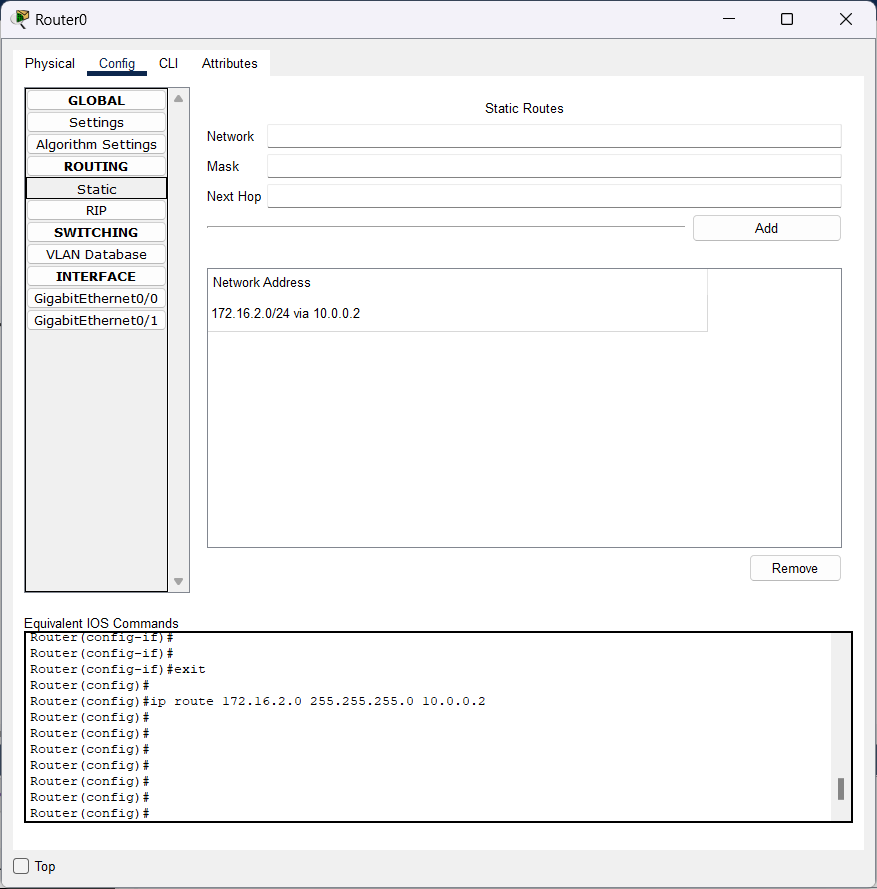 Router0
Physical Config CLI Attributes
GLOBAL
Settings
Algorithm Settings
ROUTING
Static
RIP
SWITCHING
VLAN Database
INTERFACE
GigabitEthernet0/0
GigabitEthernet0/1
Static Routes
Network
Mask
Next Hop
Add
Network Address
172.16.2.0/24 via 10.0.0.2
Remove
Equivalent IOS Commands
Router(config-if)#
Router(config-if)#
Router(config-if)#exit
Router(config)#
Router(config)#ip route 172.16.2.0 255.255.255.0 10.0.0.2
Router(config)#
Router(config)#
Router(config)#
Router(config)#
Router(config)#
Router(config)#
Router(config)#
Top